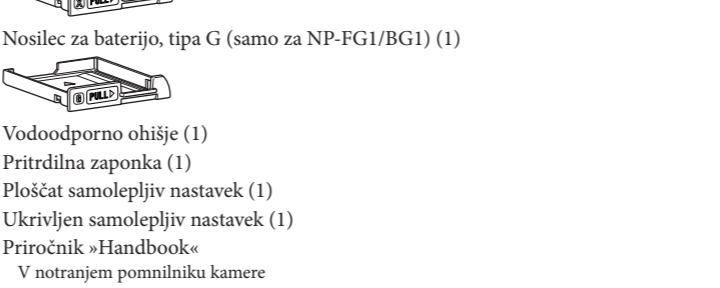 PULL
Nosilec za baterijo, tipa G (samo za NP-FG1/BG1) (1)
G PULL
Vodoodporno ohišje (1)
Pritrdilna zaponka (1)
Ploščat samolepljiv nastavek (1)
Ukrivljen samolepljiv nastavek (1)
Priročnik »Handbook«
V notranjem pomnilniku kamere